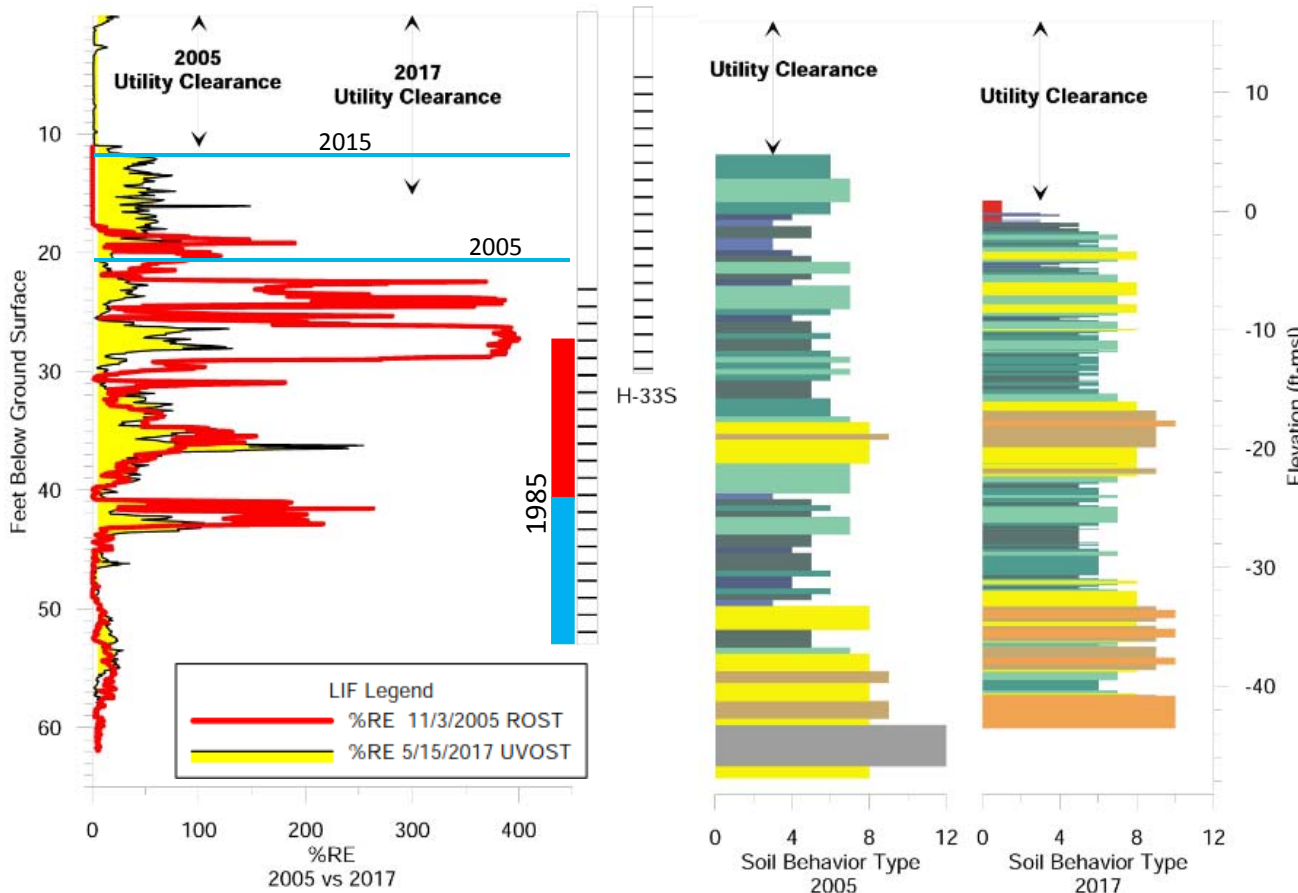 2005
Utility Clearance
2017
Utility Clearance
2015
2005
10
20
30
40
50
60
Feet Below Ground Surface
1985
H-33S
LIF Legend
%RE 11/3/2005 ROST
%RE 5/15/2017 UVOST
0
100
200
300
400
%RE
2005 vs 2017
Utility Clearance
0
4
8
12
Soil Behavior Type
2005
Utility Clearance
0
4
8
12
Soil Behavior Type
2017
10
0
-10
-20
-30
-40
Elevation (ft-msl)